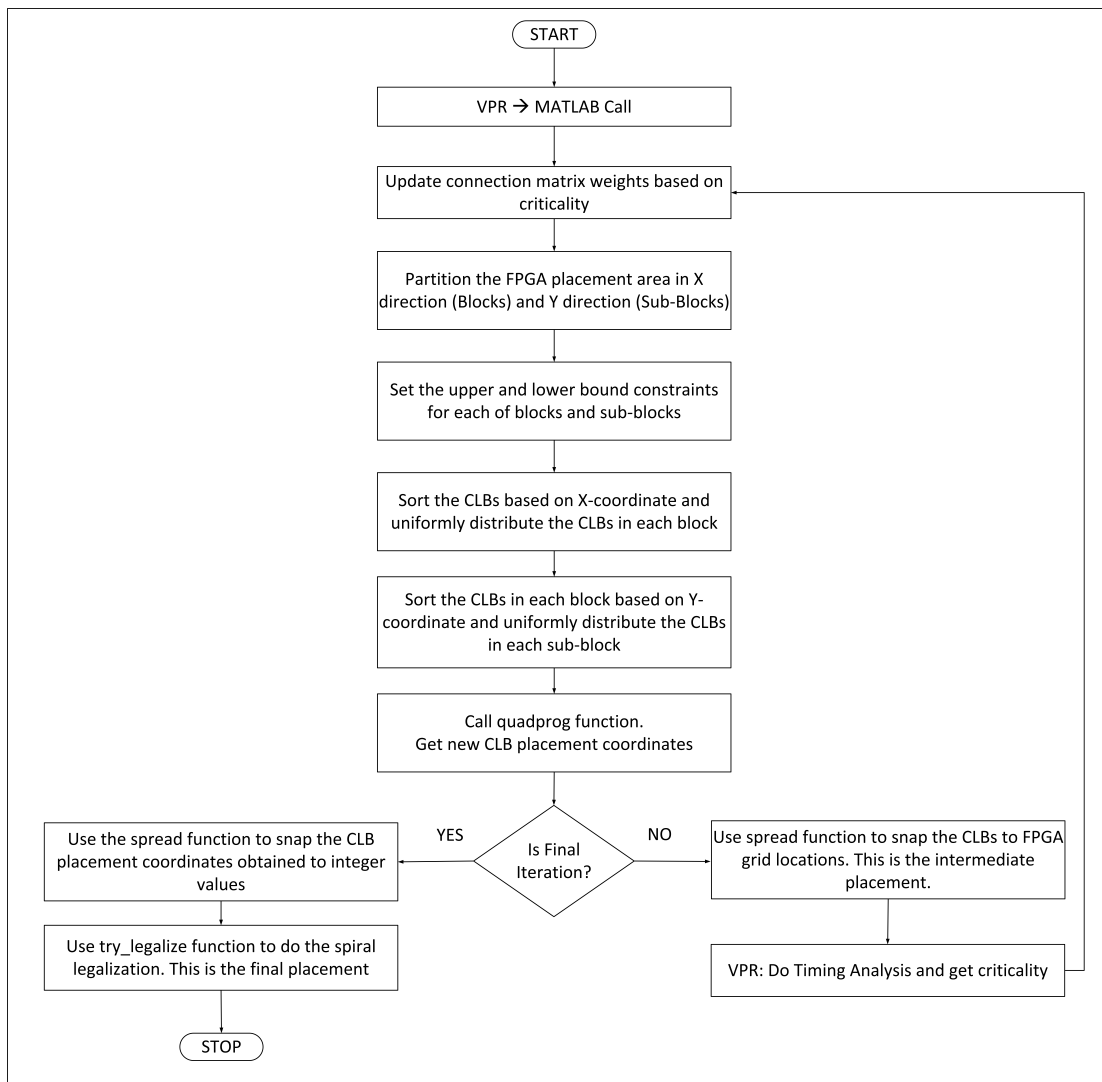 START
VPR → MATLAB Call
Update connection matrix weights based on
criticality
Partition the FPGA placement area in X
direction (Blocks) and Y direction (Sub-Blocks)
Set the upper and lower bound constraints
for each of blocks and sub-blocks
Sort the CLBs based on X-coordinate and
uniformly distribute the CLBs in each block
Sort the CLBs in each block based on Y-
coordinate and uniformly distribute the CLBs
in each sub-block
Call quadprog function.
Get new CLB placement coordinates
Is Final
Iteration?
YES
NO
Use the spread function to snap the CLB
placement coordinates obtained to integer
values
Use try_legalize function to do the spiral
legalization. This is the final placement
STOP
Use spread function to snap the CLBs to FPGA
grid locations. This is the intermediate
placement.
VPR: Do Timing Analysis and get criticality